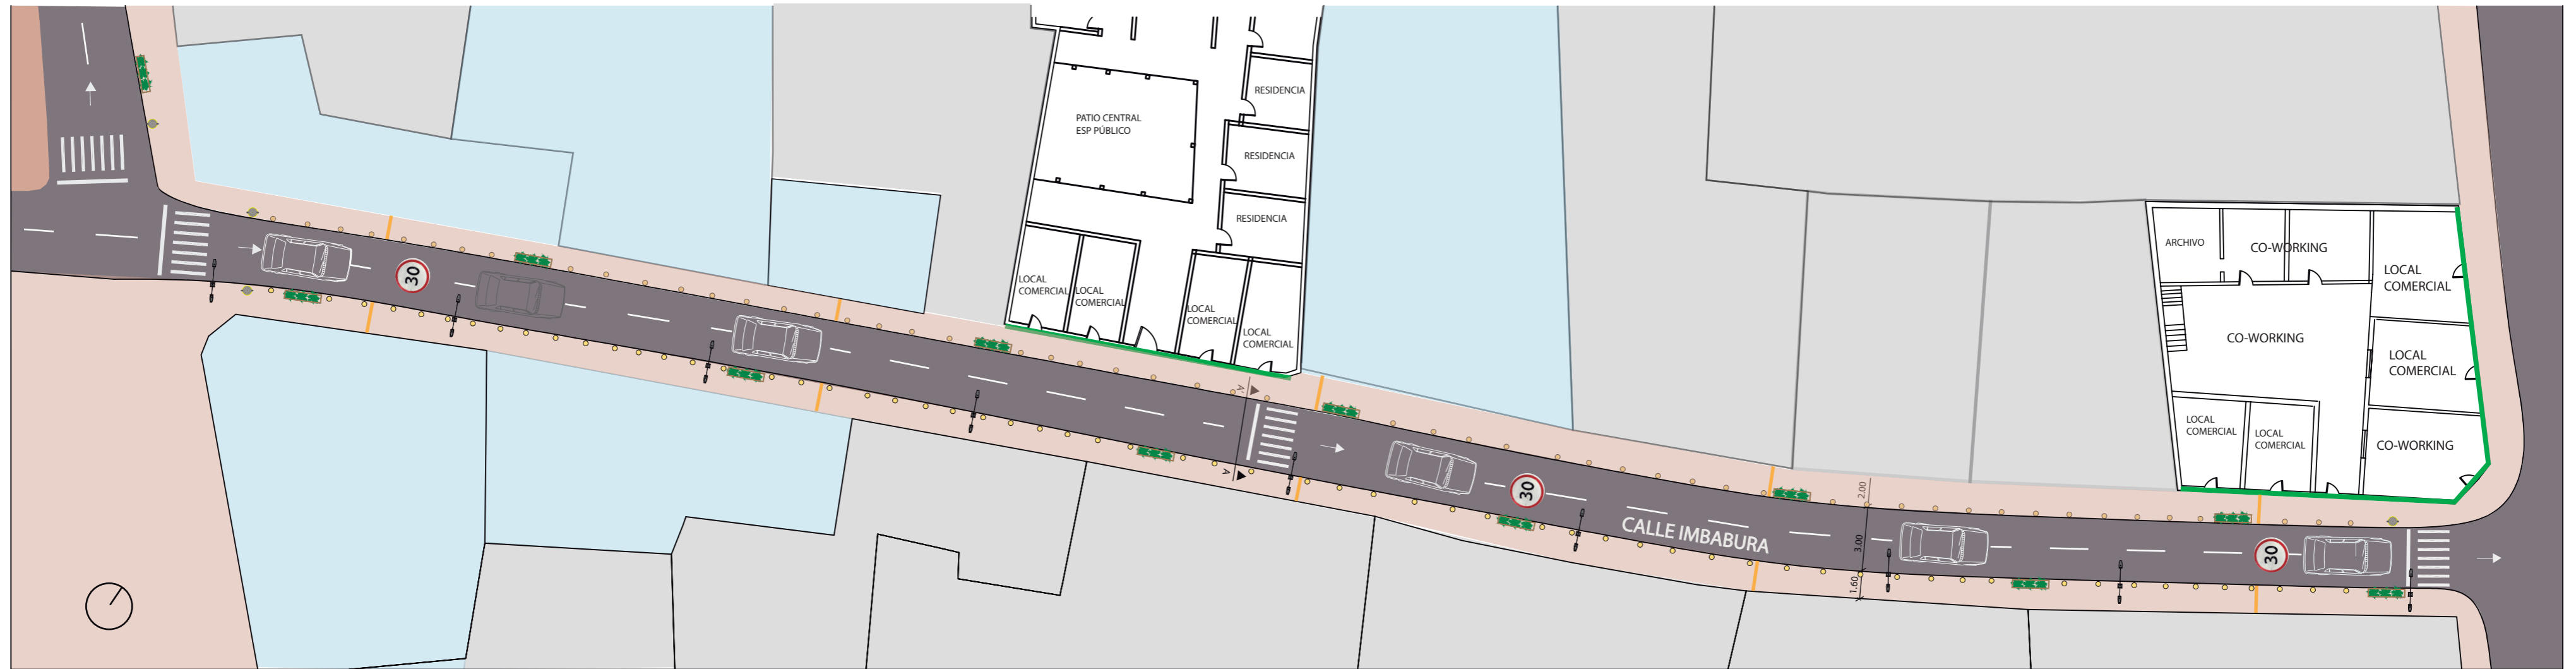 PATIO CENTRAL
ESP PÚBLICO
RESIDENCIA
RESIDENCIA
RESIDENCIA
LOCAL
COMERCIAL
LOCAL
COMERCIAL
LOCAL
COMERCIAL
LOCAL
COMERCIAL
ARCHIVO
CO-WORKING
LOCAL
COMERCIAL
CO-WORKING
LOCAL
COMERCIAL
LOCAL
COMERCIAL
LOCAL
COMERCIAL
CO-WORKING
30
A'
A
30
CALLE IMBABURA
2.00
3.00
1.60
30